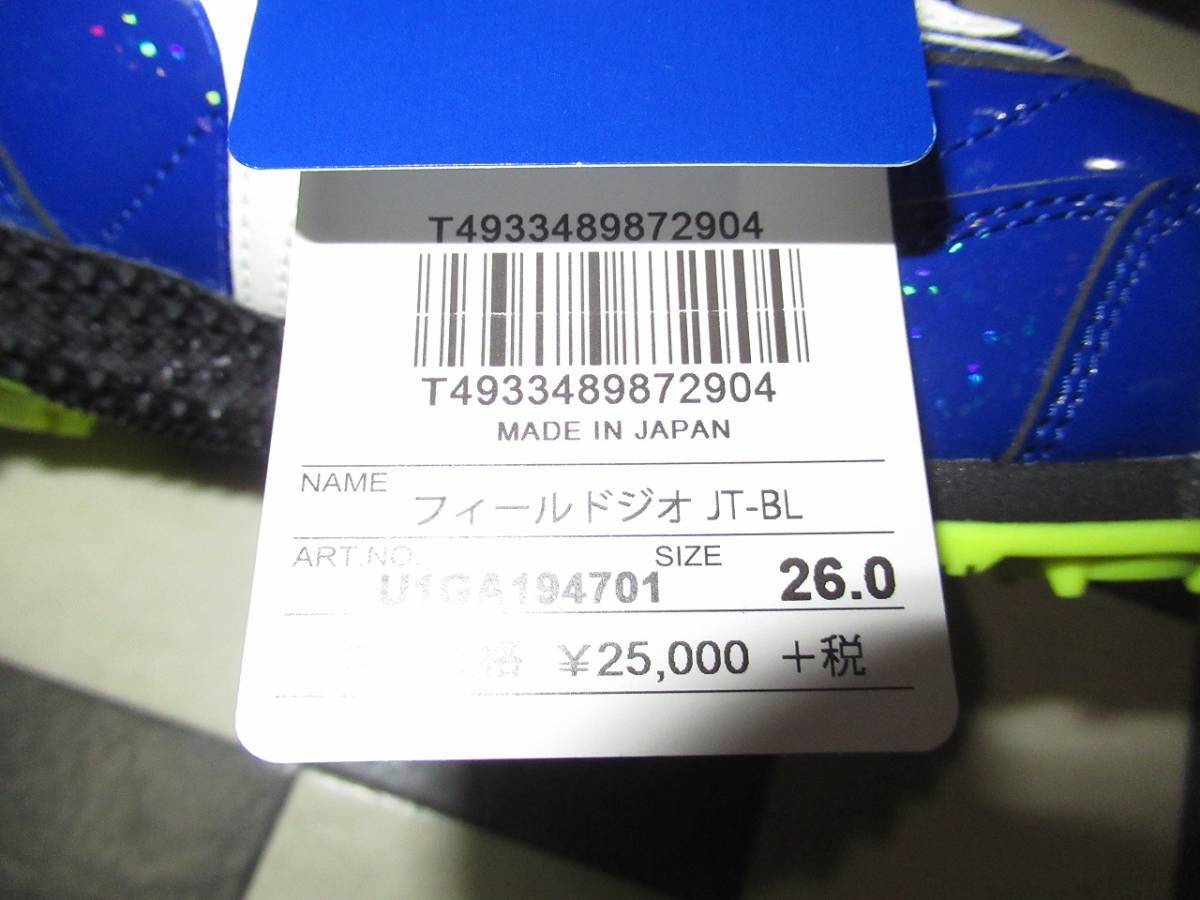 T4933489872904
T4933489872904
MADE IN JAPAN
NAME フィールドジオ JT-BL
ART.NO. U1GA194701 SIZE 26.0
格 ¥25,000 +税